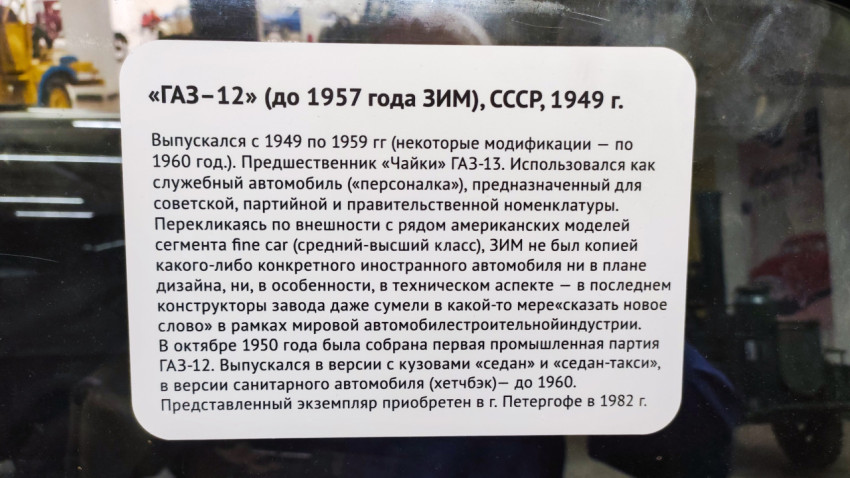 «ГАЗ–12» (до 1957 года ЗИМ), СССР, 1949 г.
Выпускался с 1949 по 1959 гг (некоторые модификации — по
1960 год.). Предшественник «Чайки» ГАЗ-13. Использовался как
служебный автомобиль («персоналка»), предназначенный для
советской, партийной и правительственной номенклатуры.
Перекликаясь по внешности с рядом американских моделей
сегмента fine car (средний-высший класс), ЗИМ не был копией
какого-либо конкретного иностранного автомобиля ни в плане
дизайна, ни, в особенности, в техническом аспекте — в последнем
конструкторы завода даже сумели в какой-то мере«сказать новое
слово» в рамках мировой автомобилестроительнойиндустрии.
В октябре 1950 года была собрана первая промышленная партия
ГАЗ-12. Выпускался в версии с кузовами «седан» и «седан-такси»,
в версии санитарного автомобиля (хетчбэк)— до 1960.
Представленный экземпляр приобретен в г. Петергофе в 1982 г.